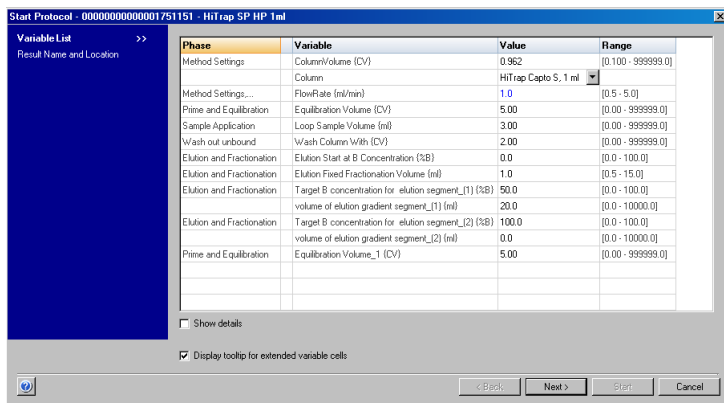 Start Protocol - 00000000000001751151 - HiTrap SP HP 1ml
Variable List >>
Result Name and Location
Phase Variable Value Range
Method Settings ColumnVolume {CV} 0.962 [0.100 - 999999.0]
Column HiTrap Capto S, 1 ml
Method Settings,... FlowRate {ml/min} 1.0 [0.5 - 5.0]
Prime and Equilibration Equilibration Volume {CV} 5.00 [0.00 - 999999.0]
Sample Application Loop Sample Volume {ml} 3.00 [0.00 - 999999.0]
Wash out unbound Wash Column With {CV} 2.00 [0.00 - 999999.0]
Elution and Fractionation Elution Start at B Concentration {%B} 0.0 [0.0 - 100.0]
Elution and Fractionation Elution Fixed Fractionation Volume {ml} 1.0 [0.5 - 15.0]
Elution and Fractionation Target B concentration for elution segment_(1) {%B} 50.0 [0.0 - 100.0]
volume of elution gradient segment_(1) {ml} 20.0 [0.0 - 10000.0]
Elution and Fractionation Target B concentration for elution segment_(2) {%B} 100.0 [0.0 - 100.0]
volume of elution gradient segment_(2) {ml} 0.0 [0.0 - 10000.0]
Prime and Equilibration Equilibration Volume_1 {CV} 5.00 [0.00 - 999999.0]
Show details
Display tooltip for extended variable cells
? < Back Next > Start Cancel